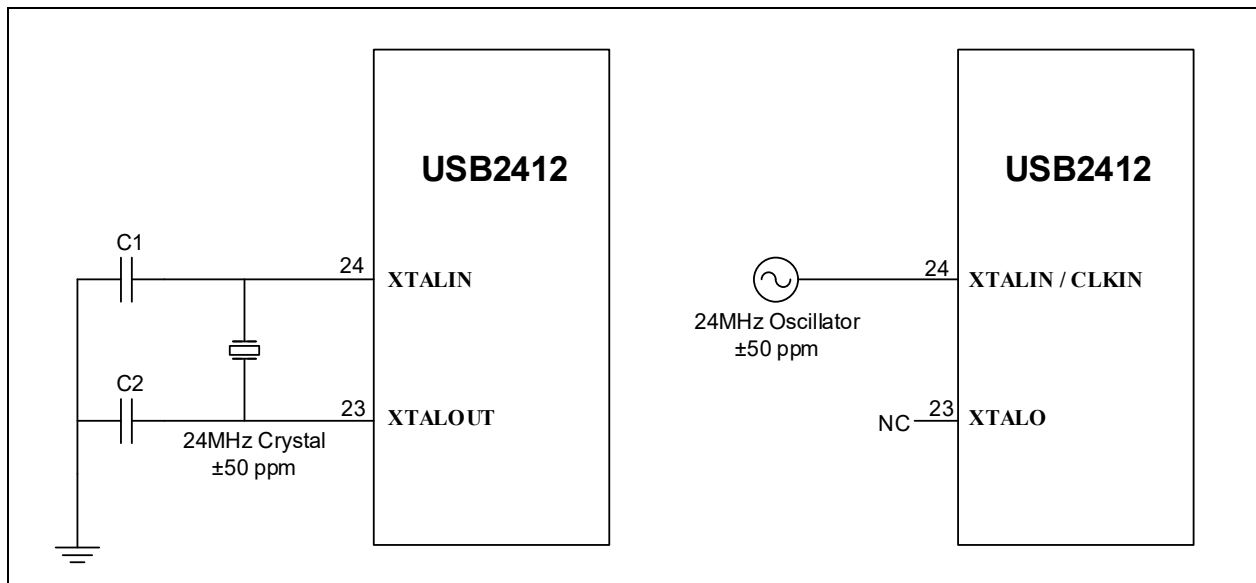 USB2412
C1
24
XTALIN
C2
23
XTALOUT
24MHz Crystal
±50 ppm
USB2412
24
XTALIN / CLKIN
24MHz Oscillator
±50 ppm
NC
23
XTALO